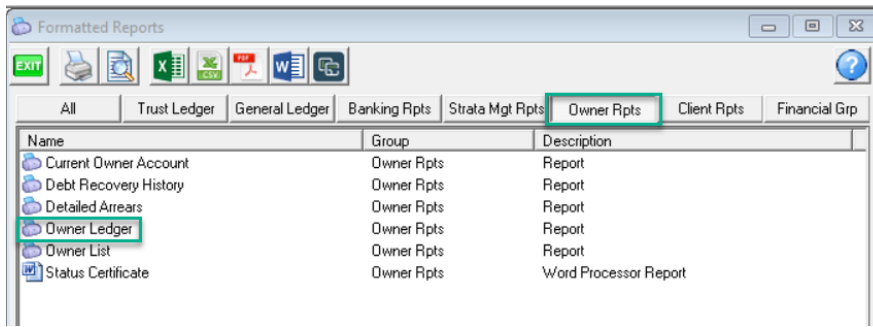 Formatted Reports
EXIT X CSV PDF W ?
All Trust Ledger General Ledger Banking Rpts Strata Mgt Rpts Owner Rpts Client Rpts Financial Grp
Name Group Description
Current Owner Account Owner Rpts Report
Debt Recovery History Owner Rpts Report
Detailed Arrears Owner Rpts Report
Owner Ledger Owner Rpts Report
Owner List Owner Rpts Report
Status Certificate Owner Rpts Word Processor Report